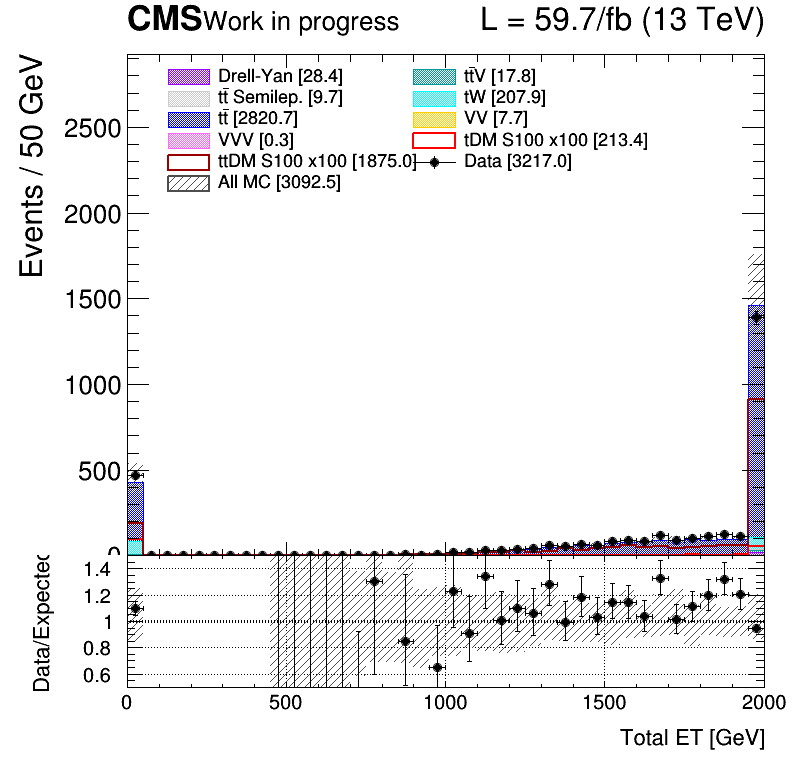 CMS Work in progress L = 59.7/fb (13 TeV)
Events / 50 GeV
Drell-Yan [28.4] tt̄V [17.8]
tt̄ Semilep. [9.7] tW [207.9]
tt̄ [2820.7] VV [7.7]
VVV [0.3] tDM S100 x100 [213.4]
ttDM S100 x100 [1875.0] Data [3217.0]
All MC [3092.5]
2500
2000
1500
1000
500
0
Data/Expected
1.4
1.2
1
0.8
0.6
0 500 1000 1500 2000
Total ET [GeV]